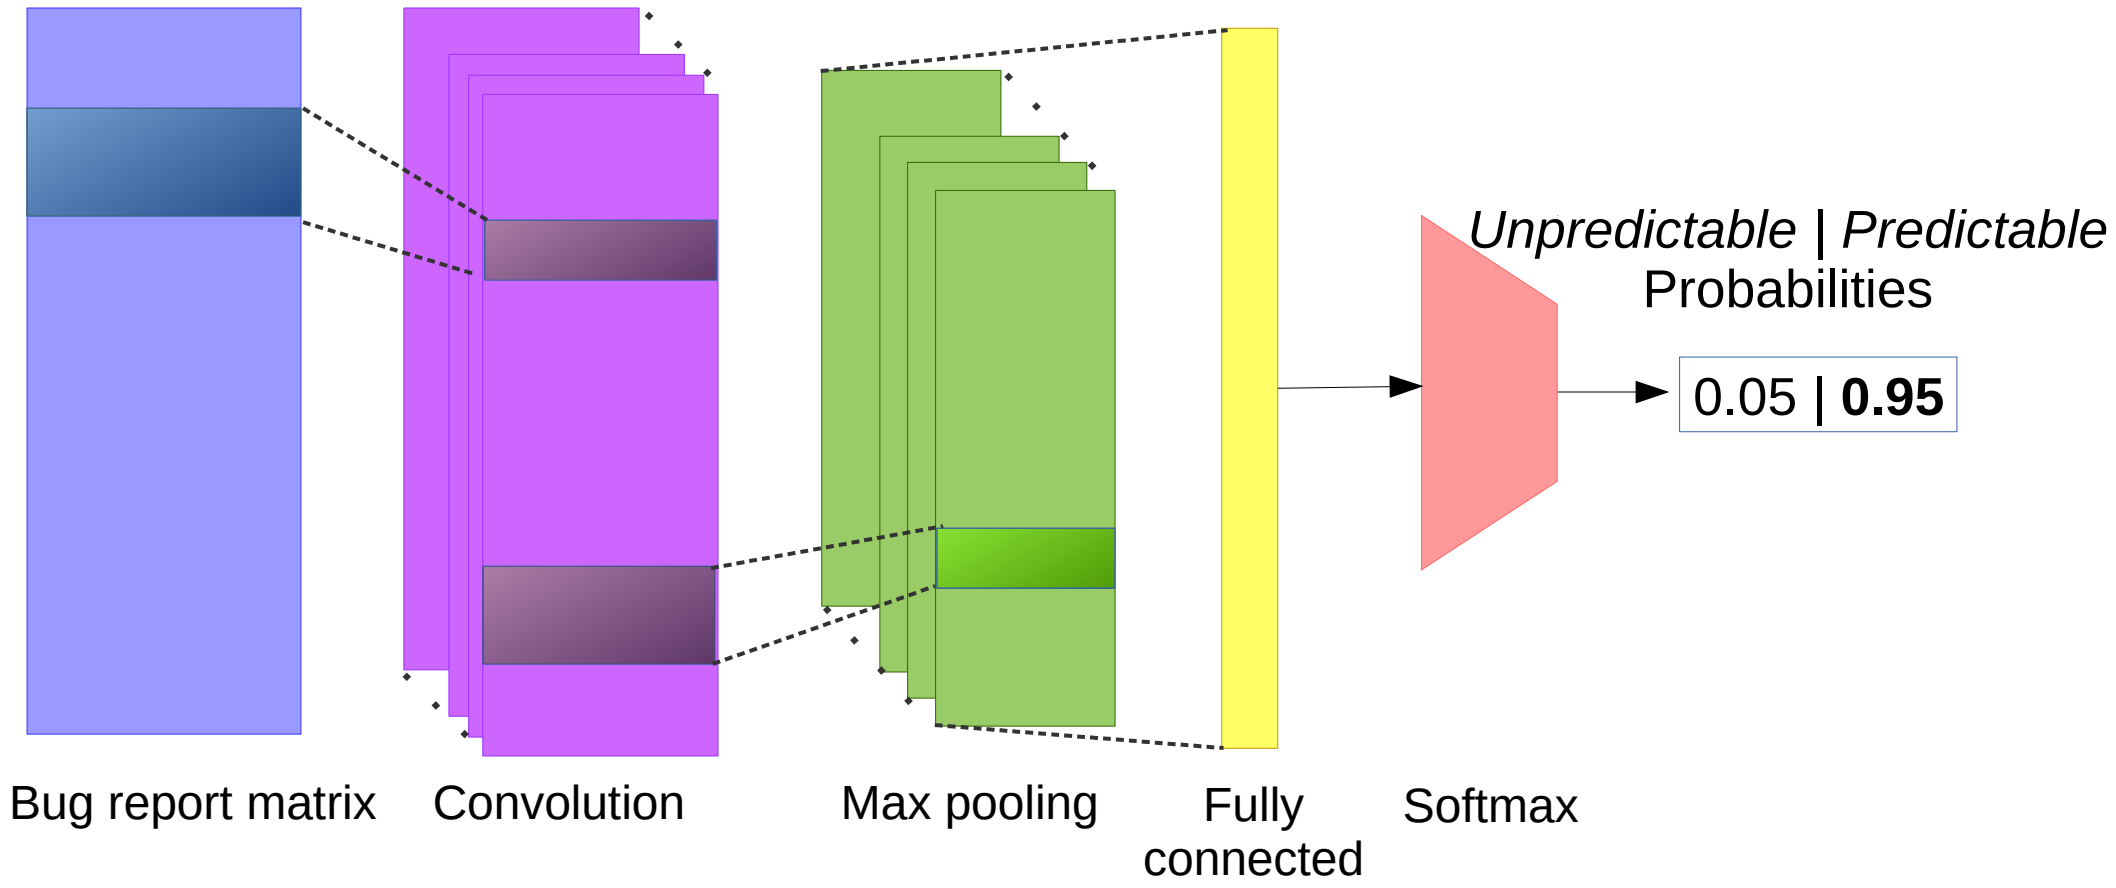 Unpredictable | Predictable
Probabilities
0.05 | 0.95
Bug report matrix
Convolution
Max pooling
Fully
connected
Softmax